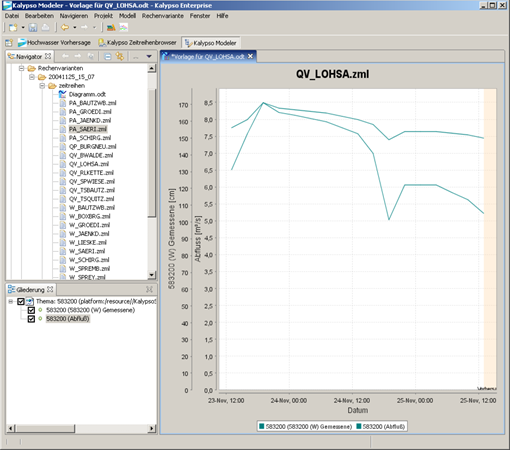 Kalypso Modeler - Vorlage für QV_LOHSA.odt - Kalypso Enterprise
Datei Bearbeiten Navigieren Projekt Modell Rechenvariante Fenster Hilfe
Hochwasser Vorhersage Kalypso Zeitreihenbrowser Kalypso Modeler
Navigator
Rechenvarianten
20041125_15_07
zeitreihen
Diagramm.odt
PA_BAUTZWB.zml
PA_GROEDI.zml
PA_JAENKD.zml
PA_SAERI.zml
PA_SCHIRG.zml
QP_BURGNEU.zml
QV_BWALDE.zml
QV_LOHSA.zml
QV_RLKETTE.zml
QV_SPWIESE.zml
QV_TSBAUTZ.zml
QV_TSQUITZ.zml
W_BAUTZWB.zml
W_BOXBRG.zml
W_GROEDI.zml
W_JAENKD.zml
W_LIESKE.zml
W_SAERI.zml
W_SCHIRG.zml
W_SPREMB.zml
W_SPREY.zml
Gliederung
Thema: 583200 (platform:/resource//Kalypso
583200 (583200 (W) Gemessene)
583200 (Abfluß)
*Vorlage für QV_LOHSA.odt
QV_LOHSA.zml
583200 (W) Gemessene [cm]
170
160
150
140
130
120
110
100
90
80
70
60
50
40
30
20
10
0
Abfluss [m³/s]
8,5
8,0
7,5
7,0
6,5
6,0
5,5
5,0
4,5
4,0
3,5
3,0
2,5
2,0
1,5
1,0
0,5
0,0
23-Nov, 12:00 24-Nov, 00:00 24-Nov, 12:00 25-Nov, 00:00 25-Nov, 12:00
Datum
583200 (583200 (W) Gemessene) 583200 (Abfluß)